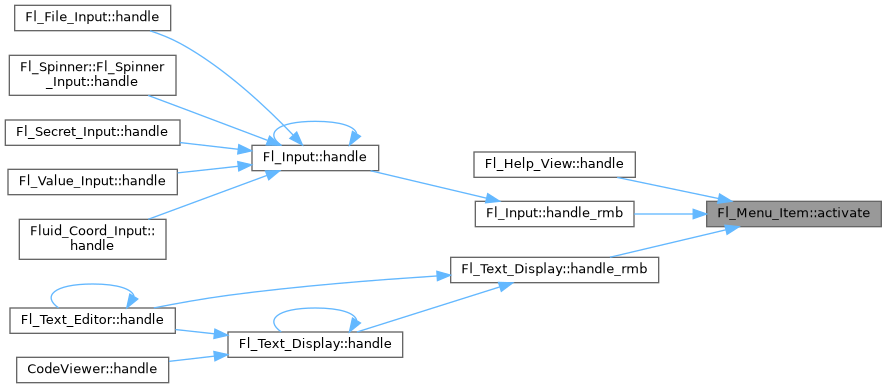 Fl_File_Input::handle
Fl_Spinner::Fl_Spinner
_Input::handle
Fl_Secret_Input::handle
Fl_Value_Input::handle
Fluid_Coord_Input::
handle
Fl_Input::handle
Fl_Help_View::handle
Fl_Input::handle_rmb
Fl_Menu_Item::activate
Fl_Text_Display::handle_rmb
Fl_Text_Editor::handle
Fl_Text_Display::handle
CodeViewer::handle